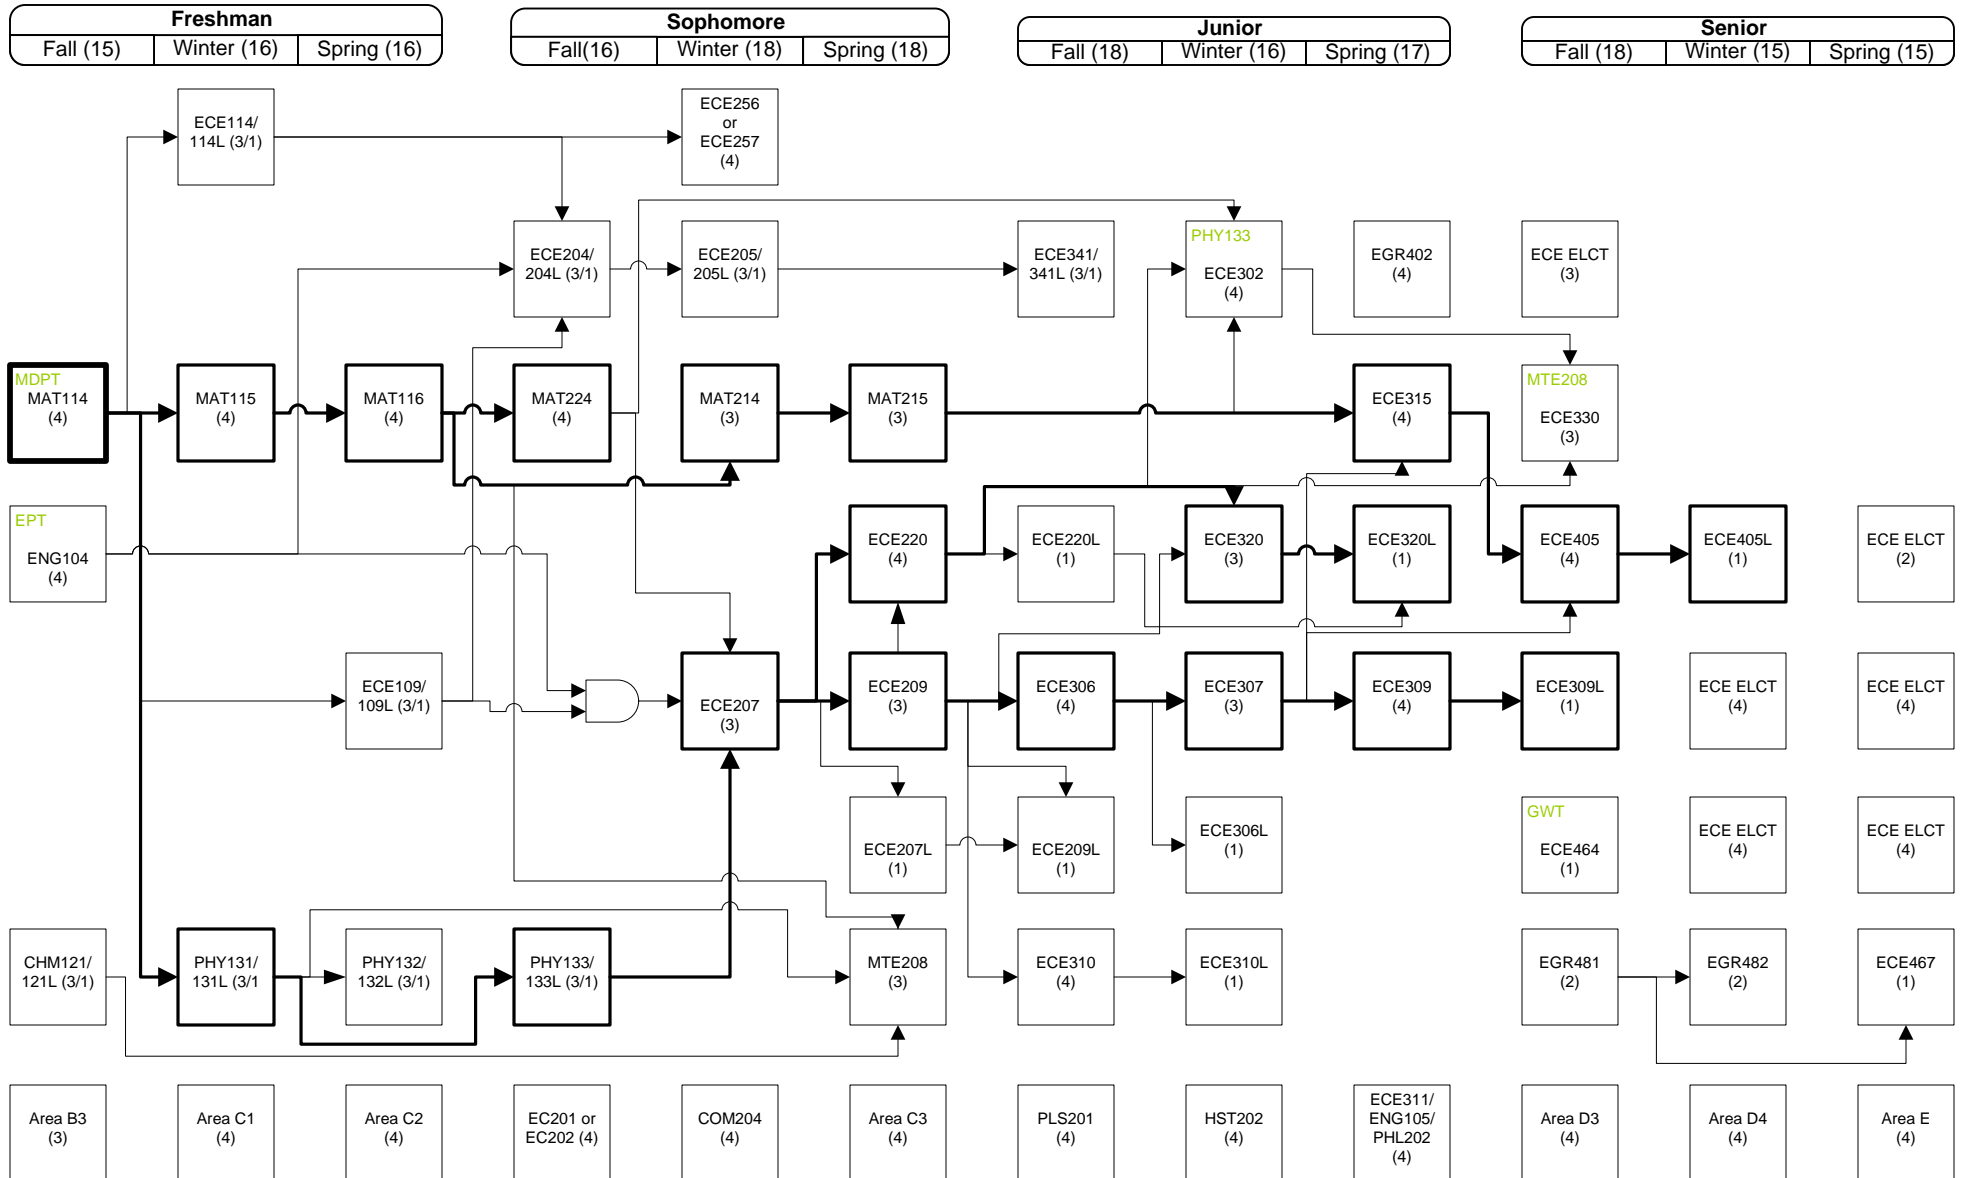 Freshman
Fall (15)
Winter (16)
Spring (16)
Sophomore
Fall(16)
Winter (18)
Spring (18)
Junior
Fall (18)
Winter (16)
Spring (17)
Senior
Fall (18)
Winter (15)
Spring (15)
ECE114/
114L (3/1)
ECE256
or
ECE257
(4)
ECE204/
204L (3/1)
ECE205/
205L (3/1)
ECE341/
341L (3/1)
PHY133
ECE302
(4)
EGR402
(4)
ECE ELCT
(3)
MDPT
MAT114
(4)
MAT115
(4)
MAT116
(4)
MAT224
(4)
MAT214
(3)
MAT215
(3)
ECE315
(4)
MTE208
ECE330
(3)
EPT
ENG104
(4)
ECE220
(4)
ECE220L
(1)
ECE320
(3)
ECE320L
(1)
ECE405
(4)
ECE405L
(1)
ECE ELCT
(2)
ECE109/
109L (3/1)
ECE207
(3)
ECE209
(3)
ECE306
(4)
ECE307
(3)
ECE309
(4)
ECE309L
(1)
ECE ELCT
(4)
ECE ELCT
(4)
ECE207L
(1)
ECE209L
(1)
ECE306L
(1)
GWT
ECE464
(1)
ECE ELCT
(4)
ECE ELCT
(4)
CHM121/
121L (3/1)
PHY131/
131L (3/1
PHY132/
132L (3/1)
PHY133/
133L (3/1)
MTE208
(3)
ECE310
(4)
ECE310L
(1)
EGR481
(2)
EGR482
(2)
ECE467
(1)
Area B3
(3)
Area C1
(4)
Area C2
(4)
EC201 or
EC202 (4)
COM204
(4)
Area C3
(4)
PLS201
(4)
HST202
(4)
ECE311/
ENG105/
PHL202
(4)
Area D3
(4)
Area D4
(4)
Area E
(4)